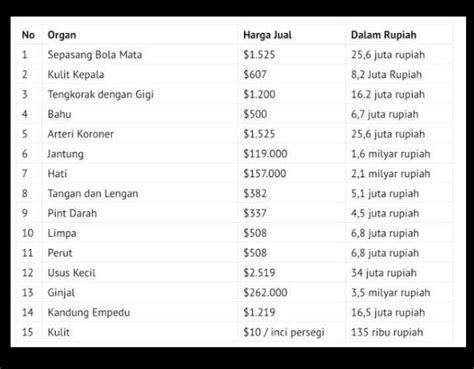 No Organ Harga Jual Dalam Rupiah
1 Sepasang Bola Mata $1.525 25,6 juta rupiah
2 Kulit Kepala $607 8,2 Juta Rupiah
3 Tengkorak dengan Gigi $1.200 16.2 juta rupiah
4 Bahu $500 6,7 juta rupiah
5 Arteri Koroner $1.525 25,6 juta rupiah
6 Jantung $119.000 1,6 milyar rupiah
7 Hati $157.000 2,1 milyar rupiah
8 Tangan dan Lengan $382 5,1 juta rupiah
9 Pint Darah $337 4,5 juta rupiah
10 Limpa $508 6,8 juta rupiah
11 Perut $508 6,8 juta rupiah
12 Usus Kecil $2.519 34 juta rupiah
13 Ginjal $262.000 3,5 milyar rupiah
14 Kandung Empedu $1.219 16,5 juta rupiah
15 Kulit $10 / inci persegi 135 ribu rupiah